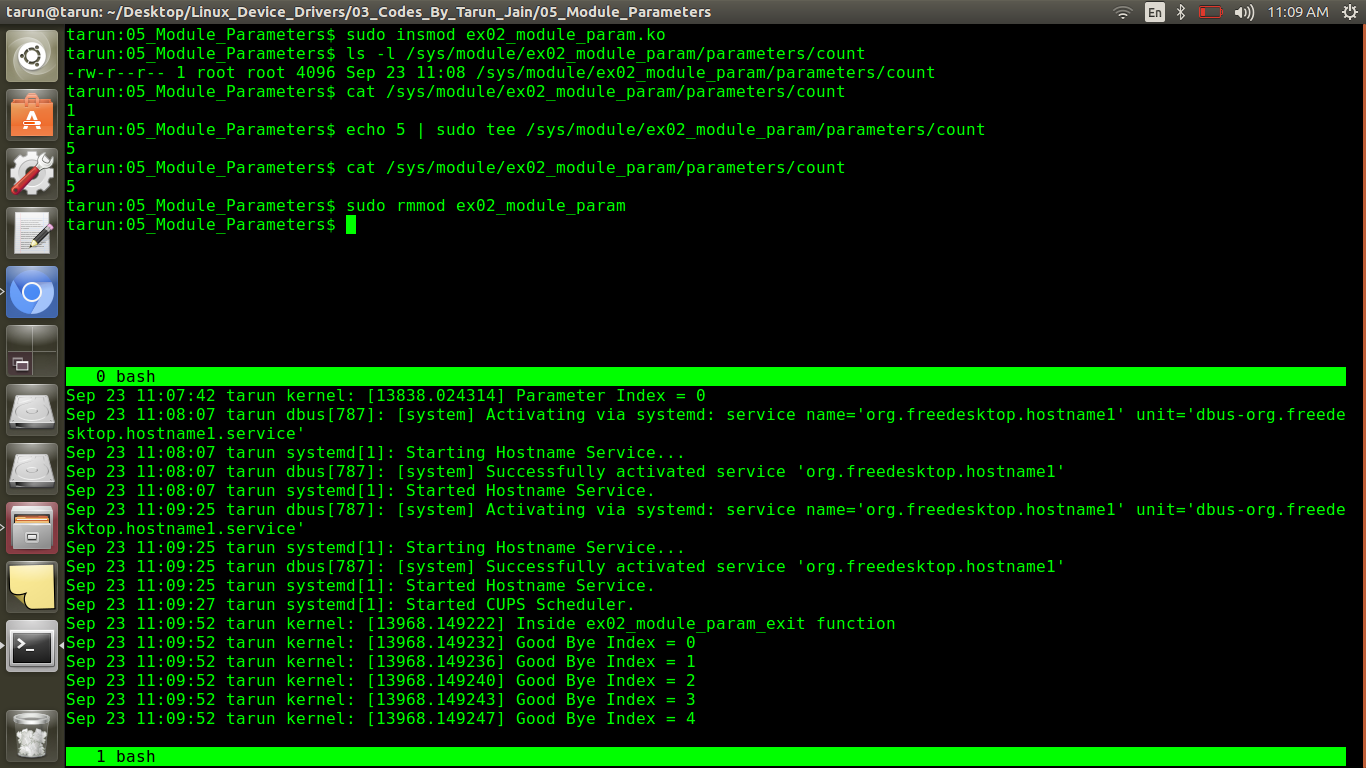 tarun@tarun: ~/Desktop/Linux_Device_Drivers/03_Codes_By_Tarun_Jain/05_Module_Parameters
En
11:09 AM
tarun:05_Module_Parameters$ sudo insmod ex02_module_param.ko
tarun:05_Module_Parameters$ ls -l /sys/module/ex02_module_param/parameters/count
-rw-r--r-- 1 root root 4096 Sep 23 11:08 /sys/module/ex02_module_param/parameters/count
tarun:05_Module_Parameters$ cat /sys/module/ex02_module_param/parameters/count
1
tarun:05_Module_Parameters$ echo 5 | sudo tee /sys/module/ex02_module_param/parameters/count
5
tarun:05_Module_Parameters$ cat /sys/module/ex02_module_param/parameters/count
5
tarun:05_Module_Parameters$ sudo rmmod ex02_module_param
tarun:05_Module_Parameters$
0 bash
Sep 23 11:07:42 tarun kernel: [13838.024314] Parameter Index = 0
Sep 23 11:08:07 tarun dbus[787]: [system] Activating via systemd: service name='org.freedesktop.hostname1' unit='dbus-org.freede
sktop.hostname1.service'
Sep 23 11:08:07 tarun systemd[1]: Starting Hostname Service...
Sep 23 11:08:07 tarun dbus[787]: [system] Successfully activated service 'org.freedesktop.hostname1'
Sep 23 11:08:07 tarun systemd[1]: Started Hostname Service.
Sep 23 11:09:25 tarun dbus[787]: [system] Activating via systemd: service name='org.freedesktop.hostname1' unit='dbus-org.freede
sktop.hostname1.service'
Sep 23 11:09:25 tarun systemd[1]: Starting Hostname Service...
Sep 23 11:09:25 tarun dbus[787]: [system] Successfully activated service 'org.freedesktop.hostname1'
Sep 23 11:09:25 tarun systemd[1]: Started Hostname Service.
Sep 23 11:09:27 tarun systemd[1]: Started CUPS Scheduler.
Sep 23 11:09:52 tarun kernel: [13968.149222] Inside ex02_module_param_exit function
Sep 23 11:09:52 tarun kernel: [13968.149232] Good Bye Index = 0
Sep 23 11:09:52 tarun kernel: [13968.149236] Good Bye Index = 1
Sep 23 11:09:52 tarun kernel: [13968.149240] Good Bye Index = 2
Sep 23 11:09:52 tarun kernel: [13968.149243] Good Bye Index = 3
Sep 23 11:09:52 tarun kernel: [13968.149247] Good Bye Index = 4
1 bash